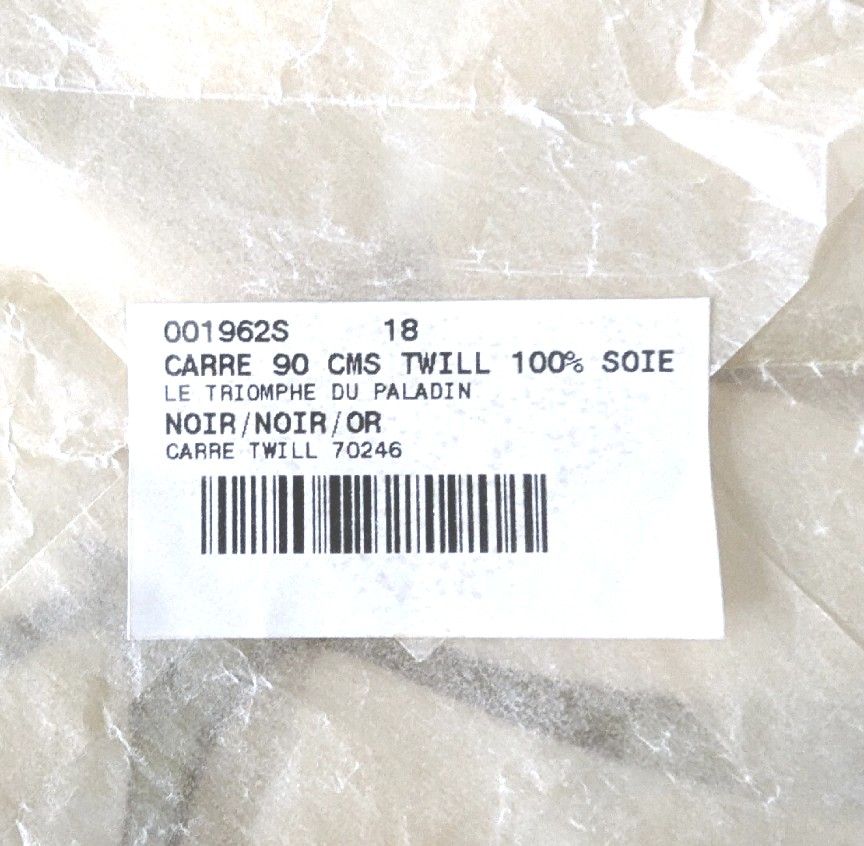 001962S 18
CARRE 90 CMS TWILL 100% SOIE
LE TRIOMPHE DU PALADIN
NOIR/NOIR/OR
CARRE TWILL 70246